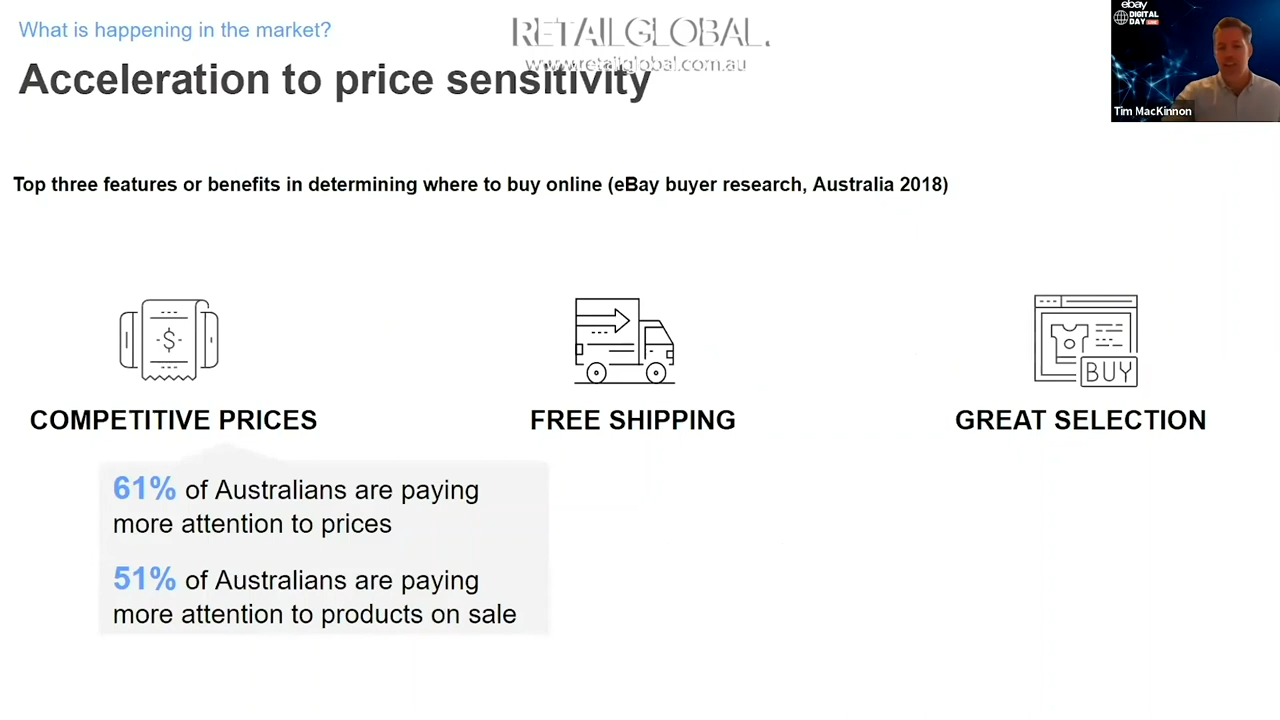 What is happening in the market?
RETAILGLOBAL.
www.retailglobal.com.au
Acceleration to price sensitivity
ebay
DIGITAL
DAY LIVE
Tim MacKinnon
Top three features or benefits in determining where to buy online (eBay buyer research, Australia 2018)
$
BUY
COMPETITIVE PRICES
FREE SHIPPING
GREAT SELECTION
61% of Australians are paying
more attention to prices
51% of Australians are paying
more attention to products on sale